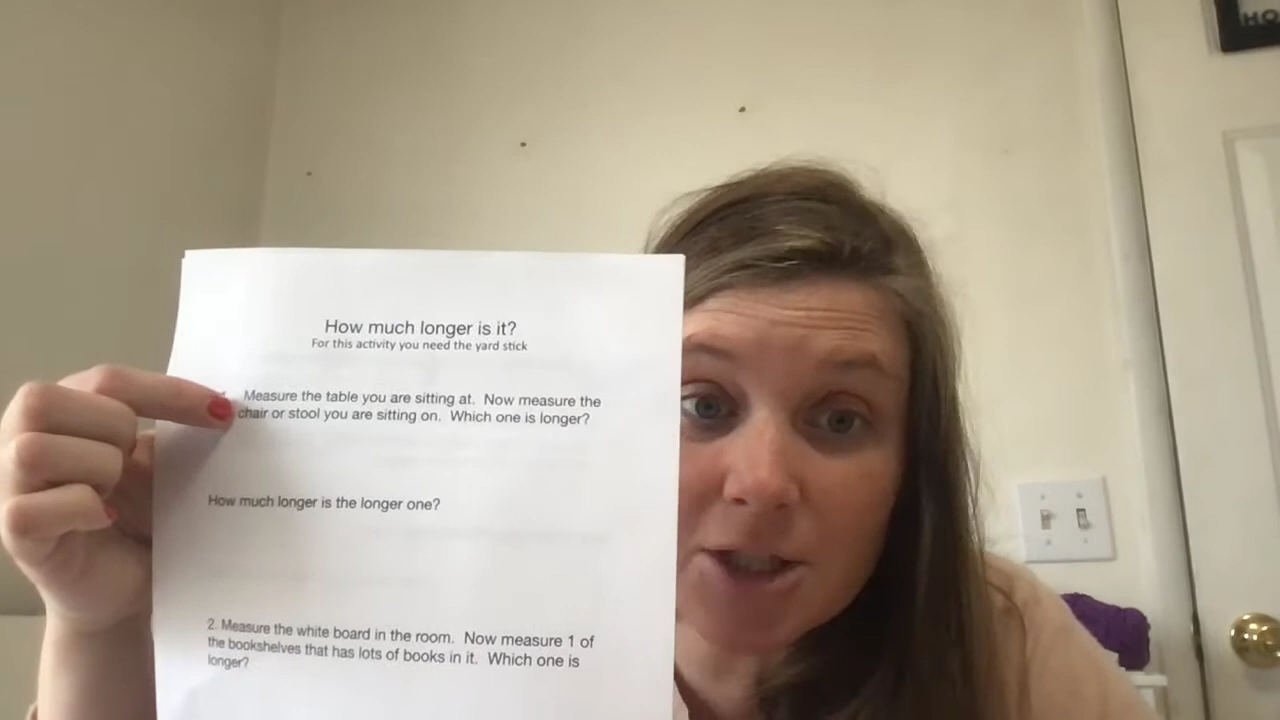 HO
How much longer is it?
For this activity you need the yard stick
Measure the table you are sitting at. Now measure the
chair or stool you are sitting on. Which one is longer?
How much longer is the longer one?
2. Measure the white board in the room. Now measure 1 of
the bookshelves that has lots of books in it. Which one is
longer?